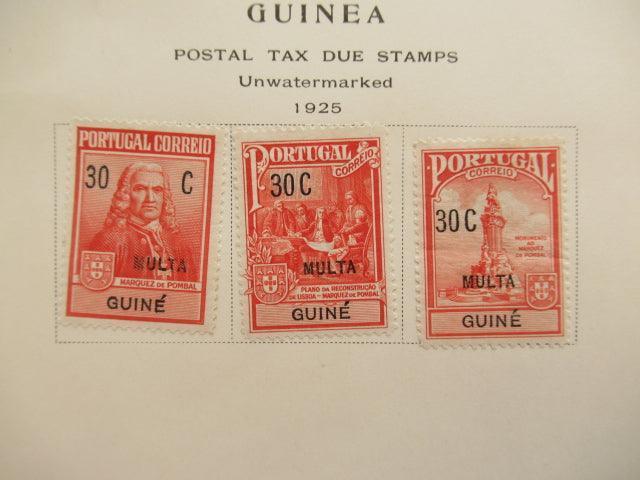 GUINEA
POSTAL TAX DUE STAMPS
Unwatermarked
1925
PORTUGAL CORREIO
30 C
MULTA
MARQUEZ DE POMBAL
GUINÉ
PORTUGAL
CORREIO
30 C
MULTA
PLANO DA RECONSTRUÇÃO
DE LISBOA - MARQUEZ DE POMBAL
GUINÉ
PORTUGAL
CORREIO
30 C
MONUMENTO
AO
MARQUEZ
DE POMBAL
MULTA
GUINÉ